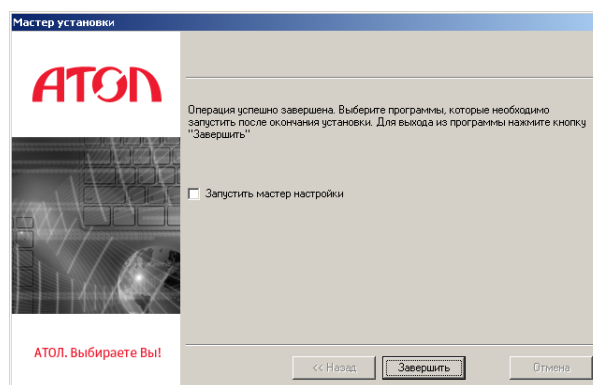 Мастер установки
АТОЛ
Операция успешно завершена. Выберите программы, которые необходимо
запустить после окончания установки. Для выхода из программы нажмите кнопку
"Завершить"
Запустить мастер настройки
АТОЛ. Выбираете Вы!
<< Назад
Завершить
Отмена